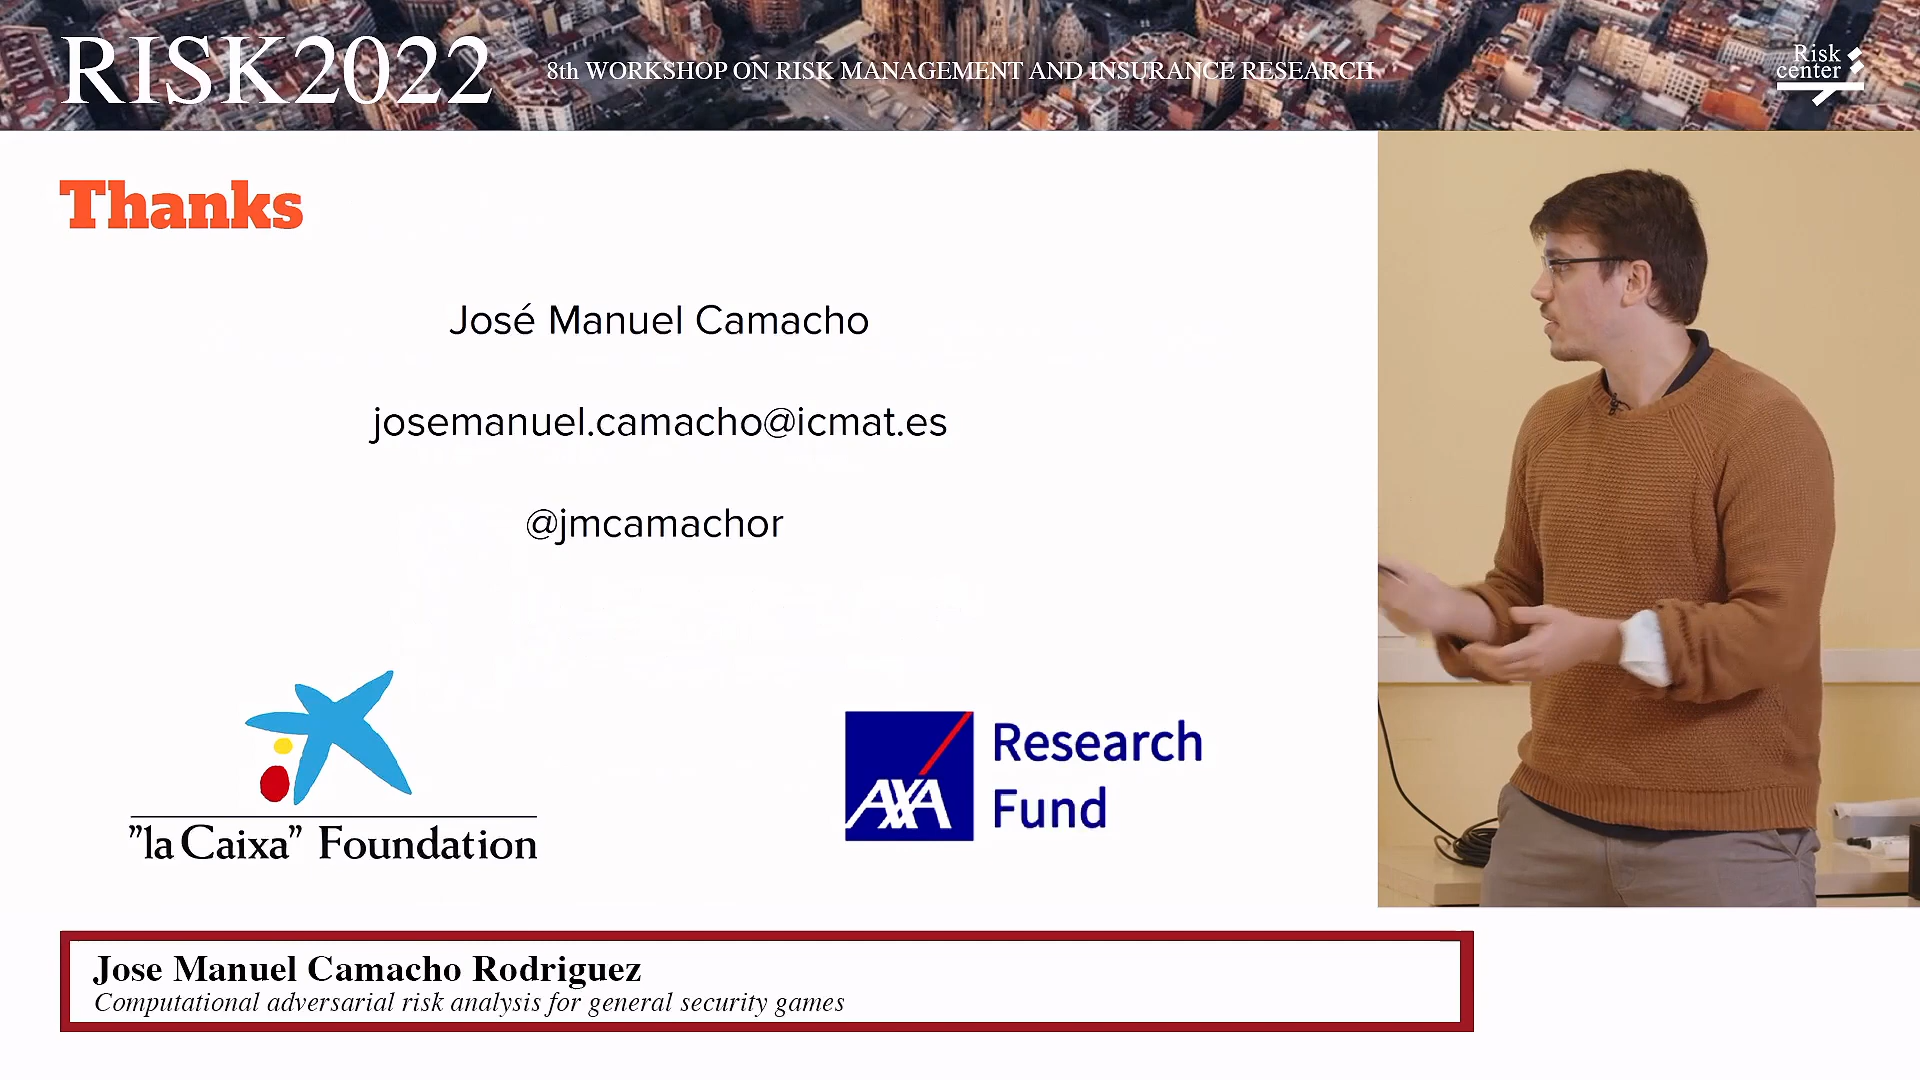 RISK2022
8th WORKSHOP ON RISK MANAGEMENT AND INSURANCE RESEARCH
Risk
center
Thanks
José Manuel Camacho
josemanuel.camacho@icmat.es
@jmcamachor
"la Caixa" Foundation
AXA
Research
Fund
Jose Manuel Camacho Rodriguez
Computational adversarial risk analysis for general security games